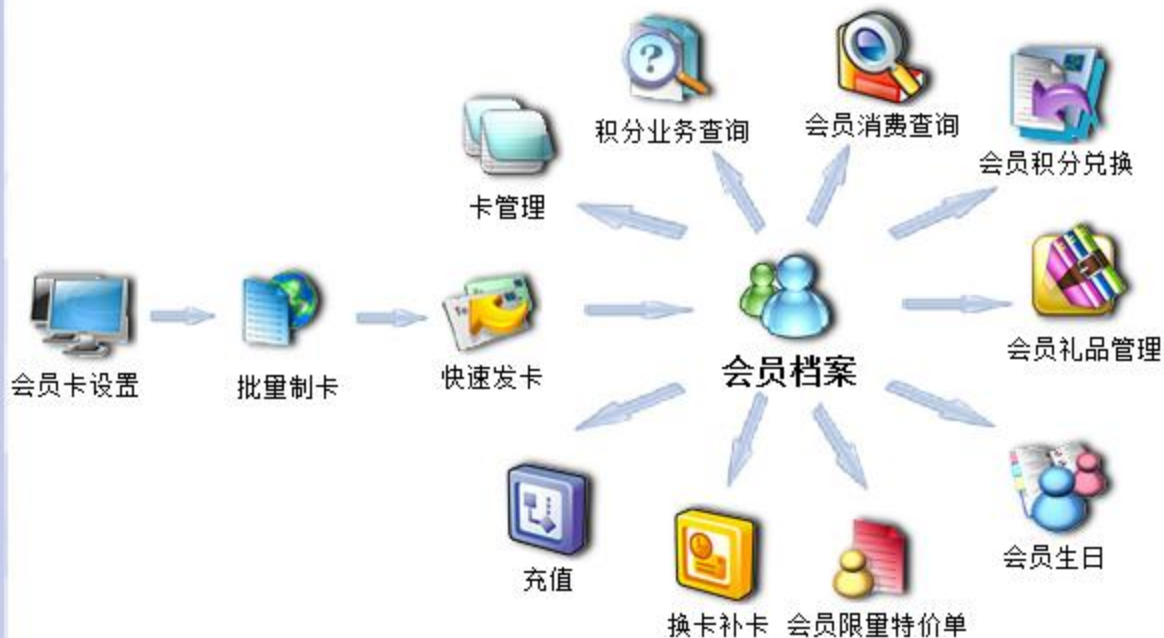 积分业务查询
会员消费查询
会员积分兑换
卡管理
会员礼品管理
会员卡设置
批量制卡
快速发卡
会员档案
充值
换卡补卡
会员限量特价单
会员生日